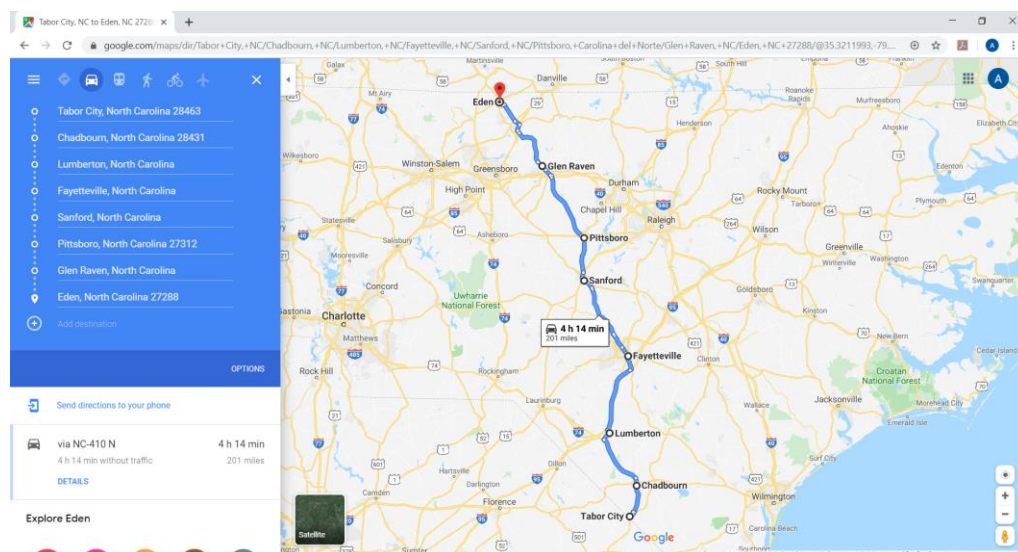 Tabor City, NC to Eden, NC 2728
google.com/maps/dir/Tabor+City,+NC/Chadbourn,+NC/Lumberton,+NC/Fayetteville,+NC/Sanford,+NC/Pittsboro,+Carolina+del+Norte/Glen+Raven,+NC/Eden,+NC+27288/@35.3211993,-79....
A
Tabor City, North Carolina 28463
Chadbourn, North Carolina 28431
Lumberton, North Carolina
Fayetteville, North Carolina
Sanford, North Carolina
Pittsboro, North Carolina 27312
Glen Raven, North Carolina
Eden, North Carolina 27288
Add destination
OPTIONS
Send directions to your phone
via NC-410 N
4 h 14 min
4 h 14 min without traffic
201 miles
DETAILS
Explore Eden
Galax
Martinsville
South Hill
Danville
A
Mt Airy
Eden
Roanoke
Rapids
Murfreesboro
Henderson
Ahoskie
Elizabeth City
Wilkesboro
Winston-Salem
Greensboro
Glen Raven
Edenton
High Point
Durham
Rocky Mount
Tarboro
Plymouth
Chapel Hill
Raleigh
Statesville
Asheboro
Pittsboro
Wilson
Salisbury
Greenville
Mooresville
Winterville
Washington
Sanford
Swanquarter
Concord
Uwharrie
National Forest
Goldsboro
Gastonia
Charlotte
4 h 14 min
201 miles
Matthews
New Bern
Fayetteville
Clinton
Cedar Island
Rock Hill
Rockingham
Croatan
National Forest
Laurinburg
Wallace
Jacksonville
Morehead City
Emerald Isle
Lumberton
Surf City
Hartsville
Dillon
Darlington
Chadbourn
Camden
Florence
Wilmington
Tabor City
Satellite
Google
Carolina Beach
Sumter
Southport